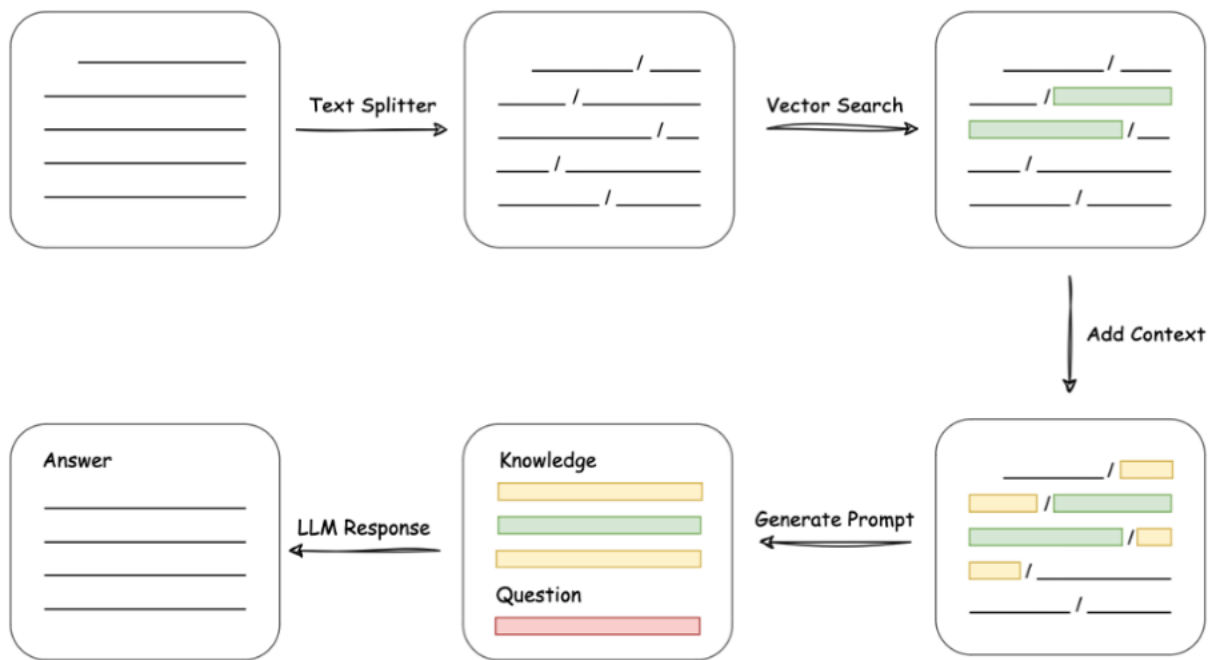 Text Splitter
Vector Search
Add Context
Generate Prompt
Knowledge
Question
LLM Response
Answer